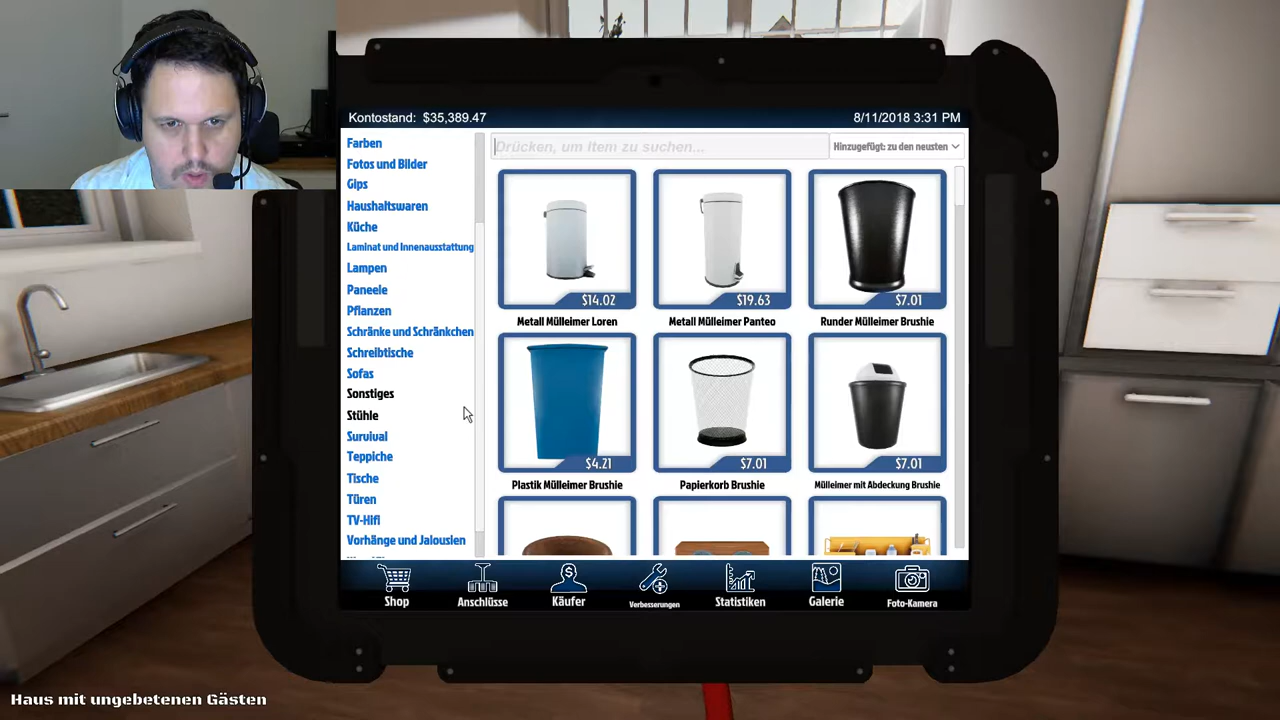 Kontostand: $35,389.47
8/11/2018 3:31 PM
Farben
Fotos und Bilder
Gips
Haushaltswaren
Küche
Laminat und Innenausstattung
Lampen
Paneele
Pflanzen
Schränke und Schränkchen
Schreibtische
Sofas
Sonstiges
Stühle
Survival
Teppiche
Tische
Türen
TV-Hifi
Vorhänge und Jalousien
Drücken, um Item zu suchen...
Hinzugefügt: zu den neusten
$14.02
$19.63
$7.01
Metall Mülleimer Loren
Metall Mülleimer Panteo
Runder Mülleimer Brushie
$4.21
$7.01
$7.01
Plastik Mülleimer Brushie
Papierkorb Brushie
Mülleimer mit Abdeckung Brushie
Shop
Anschlüsse
Käufer
Verbesserungen
Statistiken
Galerie
Foto-Kamera
Haus mit ungebetenen Gästen